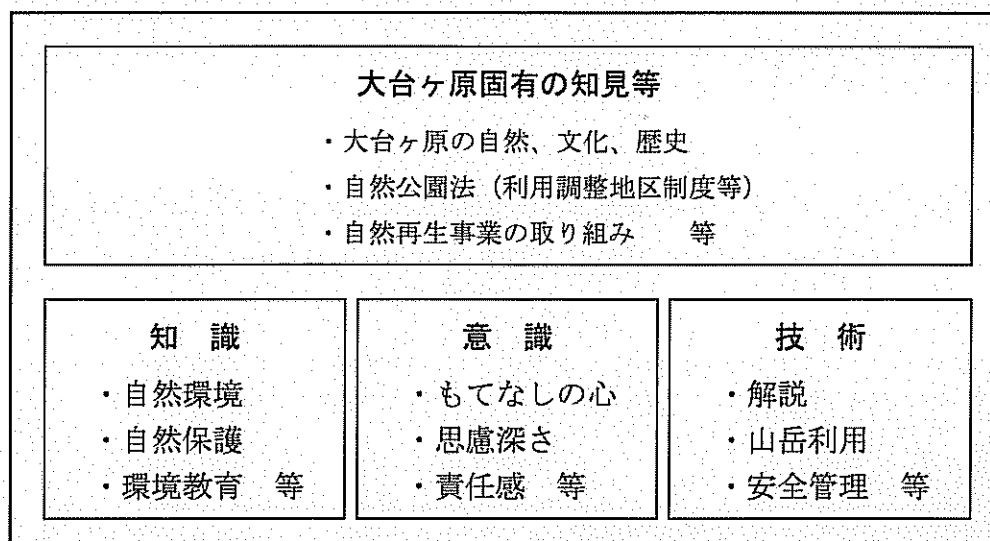 大台ヶ原固有の知見等
・大台ヶ原の自然、文化、歴史
・自然公園法（利用調整地区制度等）
・自然再生事業の取り組み　　等
知　識
・自然環境
・自然保護
・環境教育　等
意　識
・もてなしの心
・思慮深さ
・責任感　等
技　術
・解説
・山岳利用
・安全管理　等